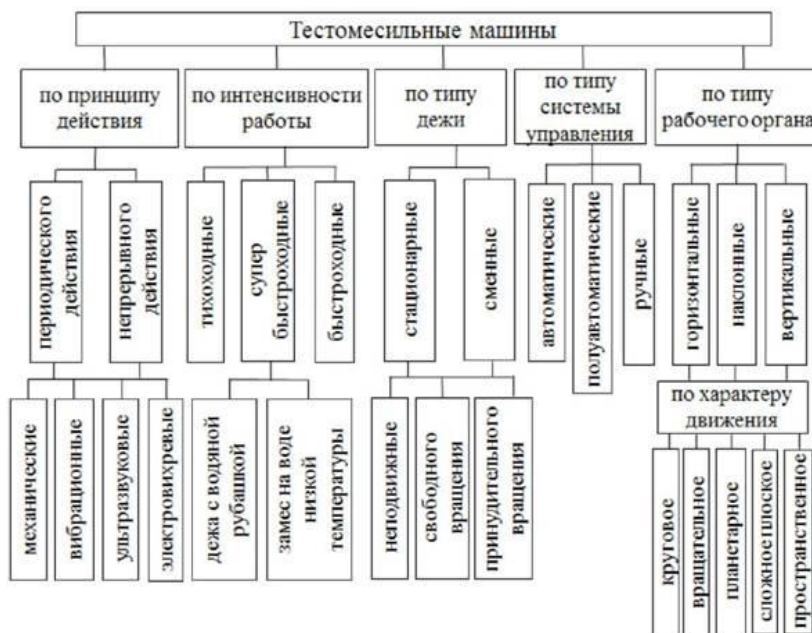 Тестомесильные машины
по принципу
действия
по интенсивности
работы
по типу
дежи
по типу
системы
управления
по типу
рабочего органа
периодического
действия
непрерывного
действия
тихоходные
супер
быстроходные
быстроходные
стационарные
сменные
автоматические
полуавтоматические
ручные
горизонтальные
наклонные
вертикальные
механические
вибрационные
ультразвуковые
электровихревые
дежа с водяной
рубашкой
замес на воде
низкой
температуры
неподвижные
свободного
вращения
принудительного
вращения
по характеру
движения
круговое
вращательное
планетарное
сложное плоское
пространственное